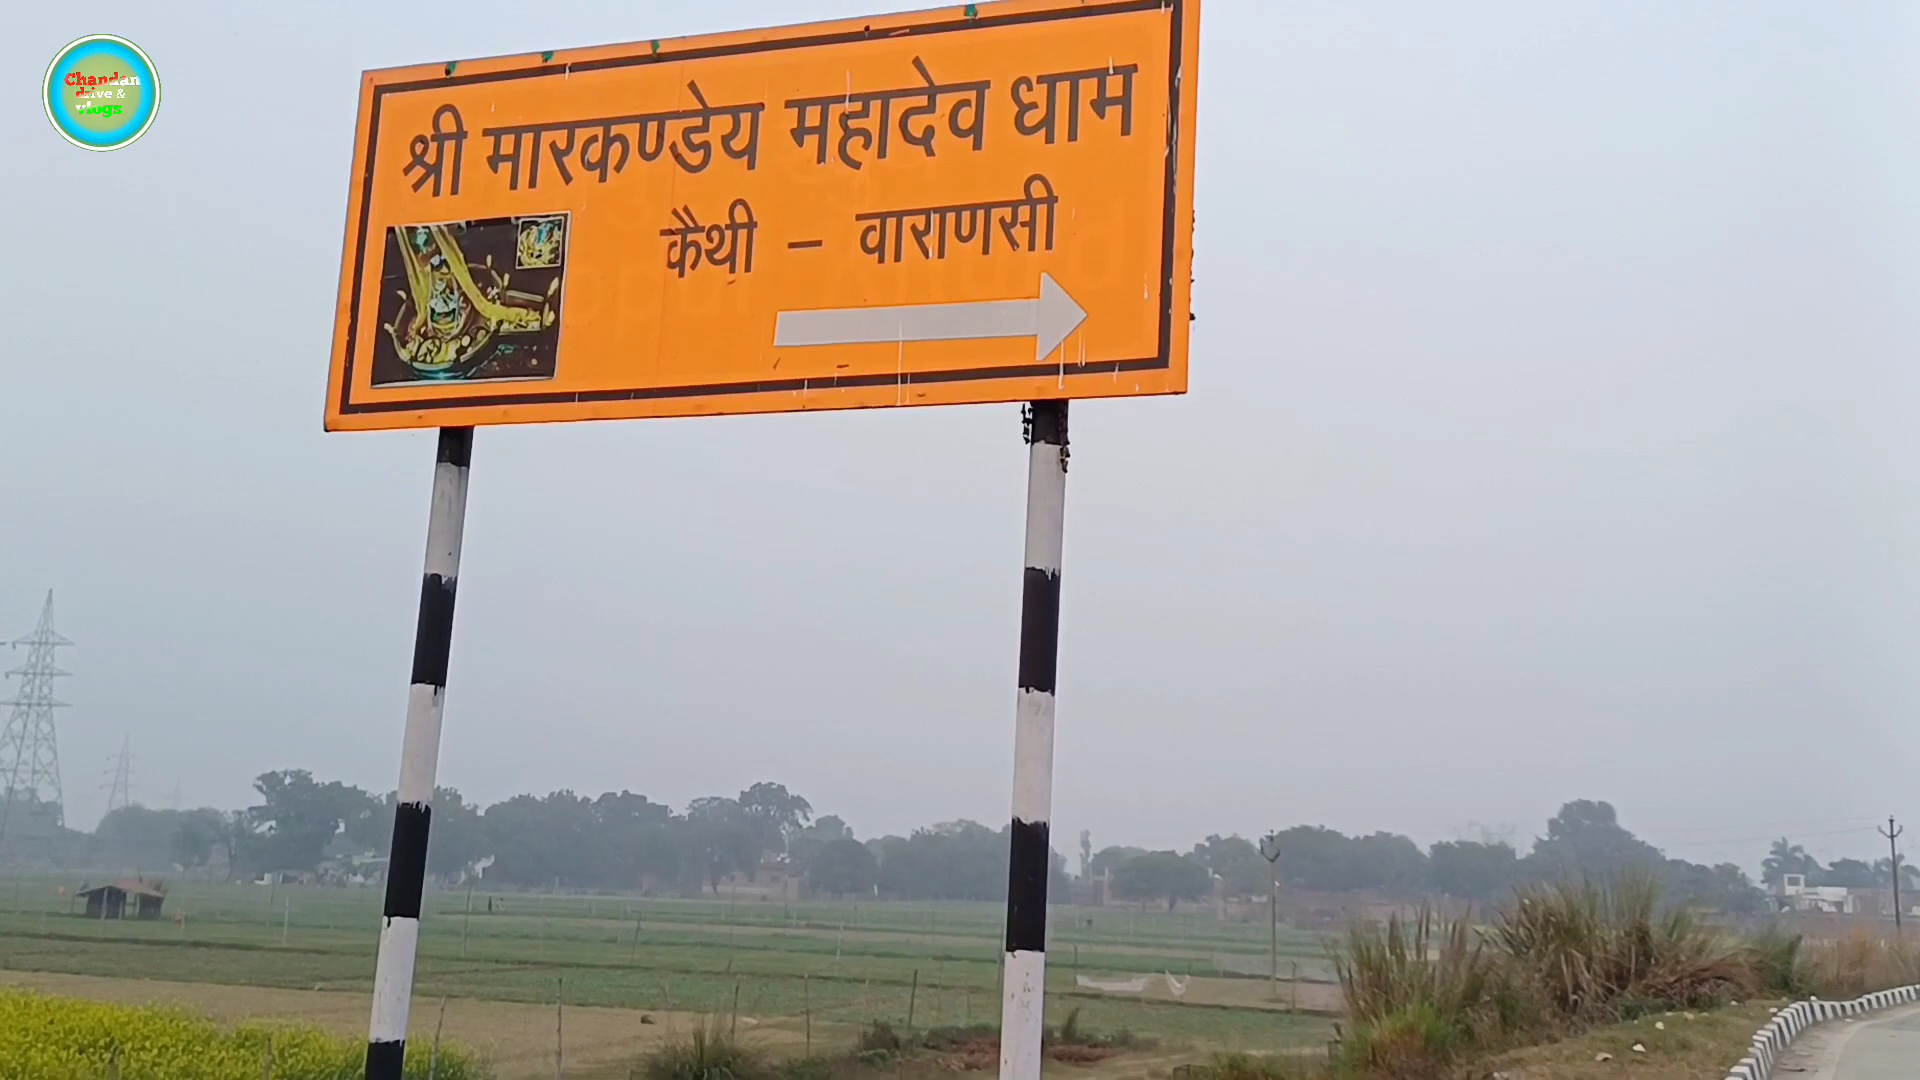 Chandan
drive &
vlogs
श्री मारकण्डेय महादेव धाम
कैथी – वाराणसी